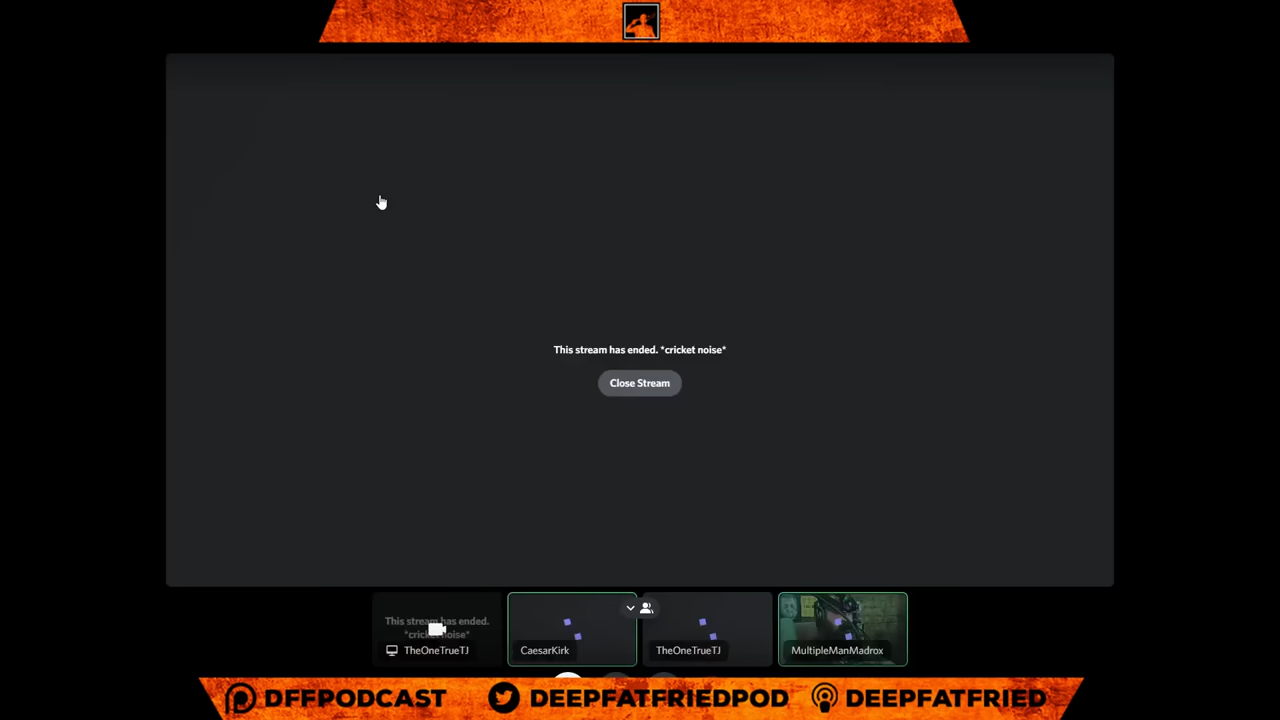 This stream has ended. *cricket noise*
Close Stream
This stream has ended.
*cricket noise*
TheOneTrueTJ
CaesarKirk
TheOneTrueTJ
MultipleManMadrox
DFFPODCAST
DEEPFATFRIEDPOD
DEEPFATFRIED